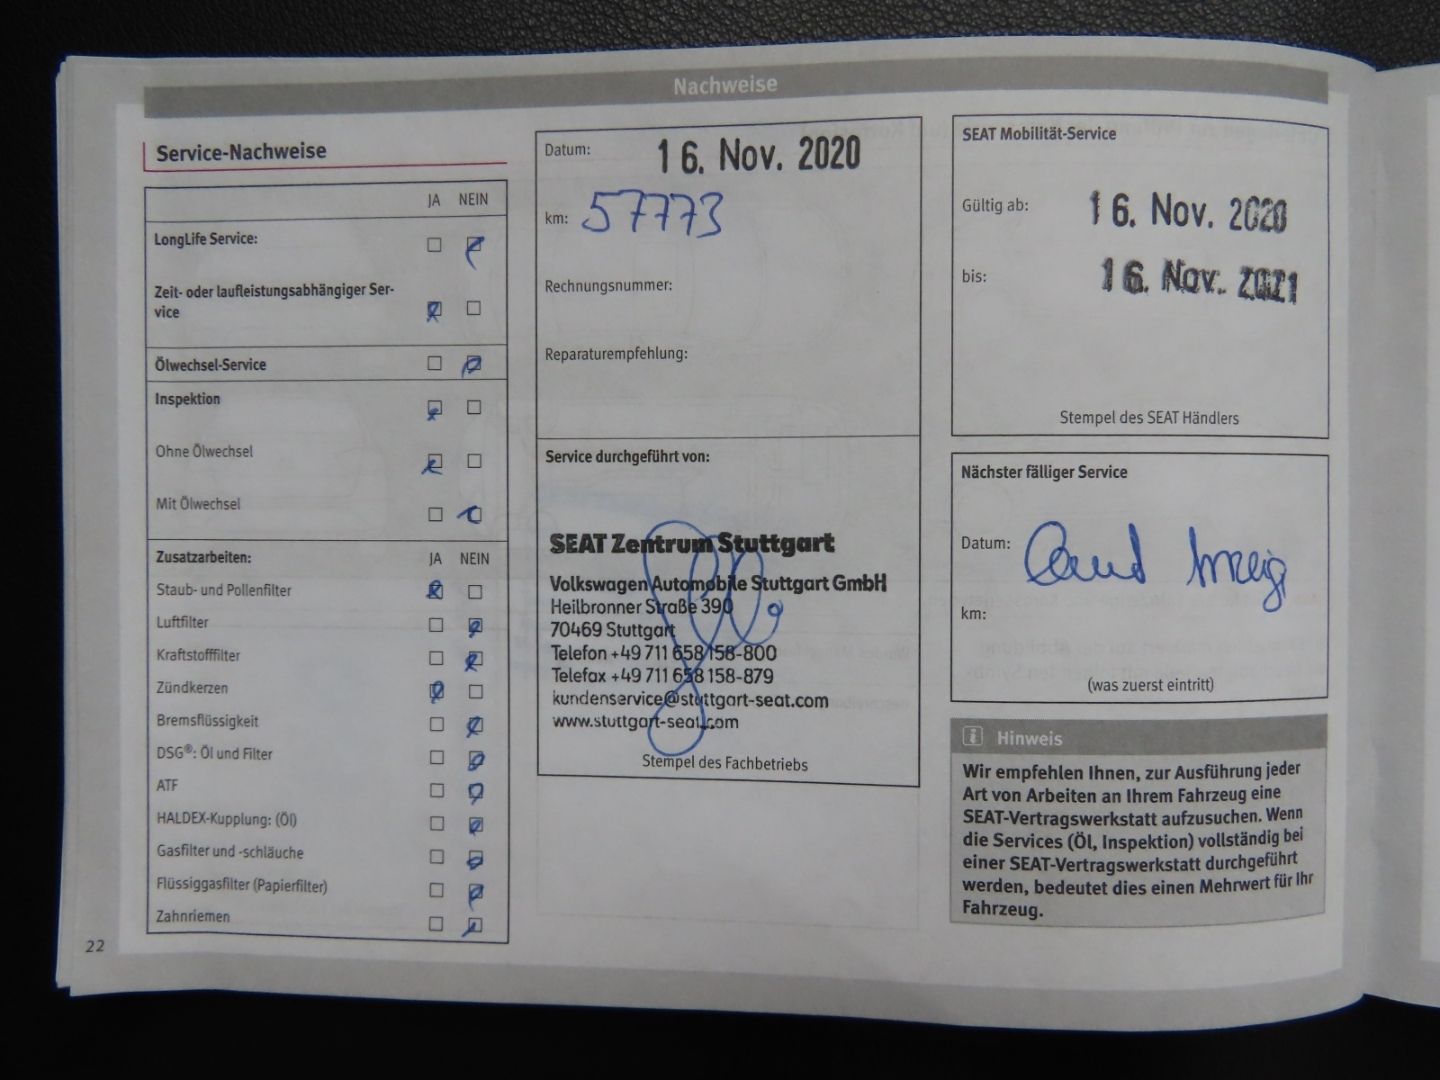 Nachweise
Service-Nachweise
JA NEIN
LongLife Service:
Zeit- oder laufleistungsabhängiger Ser-
vice
Ölwechsel-Service
Inspektion
Ohne Ölwechsel
Mit Ölwechsel
Zusatzarbeiten: JA NEIN
Staub- und Pollenfilter
Luftfilter
Kraftstofffilter
Zündkerzen
Bremsflüssigkeit
DSG®: Öl und Filter
ATF
HALDEX-Kupplung: (Öl)
Gasfilter und -schläuche
Flüssiggasfilter (Papierfilter)
Zahnriemen
22
Datum: 16. Nov. 2020
km: 57773
Rechnungsnummer:
Reparaturempfehlung:
Service durchgeführt von:
SEAT Zentrum Stuttgart
Volkswagen Automobile Stuttgart GmbH
Heilbronner Straße 390
70469 Stuttgart
Telefon +49 711 658 158-800
Telefax +49 711 658 158-879
kundenservice@stuttgart-seat.com
www.stuttgart-seat.com
Stempel des Fachbetriebs
SEAT Mobilität-Service
Gültig ab: 16. Nov. 2020
bis: 16. Nov. 2021
Stempel des SEAT Händlers
Nächster fälliger Service
Datum:
km:
(was zuerst eintritt)
i Hinweis
Wir empfehlen Ihnen, zur Ausführung jeder
Art von Arbeiten an Ihrem Fahrzeug eine
SEAT-Vertragswerkstatt aufzusuchen. Wenn
die Services (Öl, Inspektion) vollständig bei
einer SEAT-Vertragswerkstatt durchgeführt
werden, bedeutet dies einen Mehrwert für Ihr
Fahrzeug.